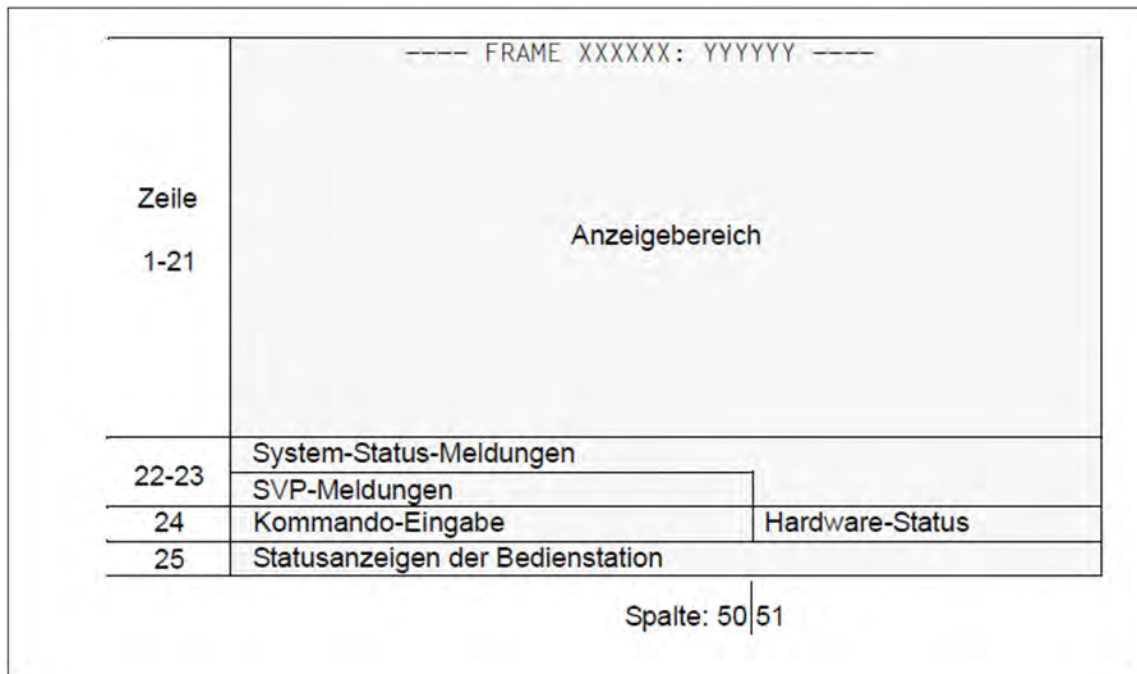 ---- FRAME XXXXXX: YYYYYY ----
Zeile
1-21
Anzeigebereich
22-23
System-Status-Meldungen
SVP-Meldungen
24 Kommando-Eingabe Hardware-Status
25 Statusanzeigen der Bedienstation
Spalte: 50 51